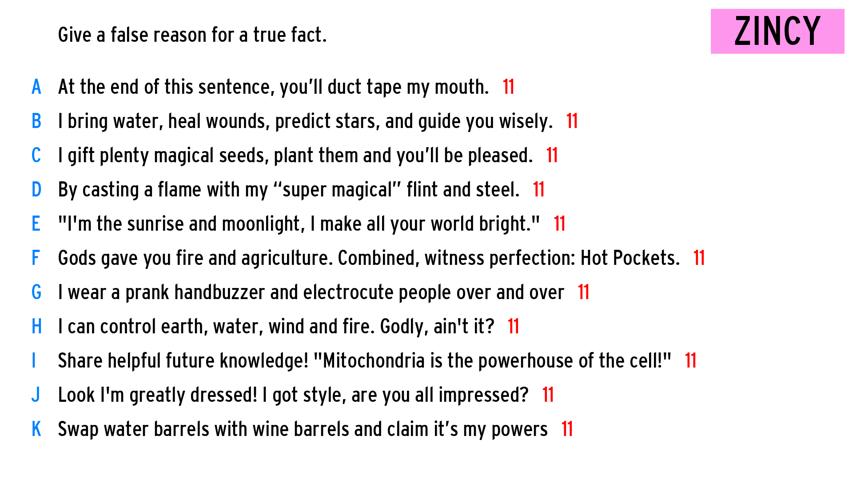 ZINCY
Give a false reason for a true fact.
A At the end of this sentence, you’ll duct tape my mouth. 11
B I bring water, heal wounds, predict stars, and guide you wisely. 11
C I gift plenty magical seeds, plant them and you’ll be pleased. 11
D By casting a flame with my “super magical” flint and steel. 11
E "I'm the sunrise and moonlight, I make all your world bright." 11
F Gods gave you fire and agriculture. Combined, witness perfection: Hot Pockets. 11
G I wear a prank handbuzzer and electrocute people over and over 11
H I can control earth, water, wind and fire. Godly, ain't it? 11
I Share helpful future knowledge! "Mitochondria is the powerhouse of the cell!" 11
J Look I'm greatly dressed! I got style, are you all impressed? 11
K Swap water barrels with wine barrels and claim it’s my powers 11